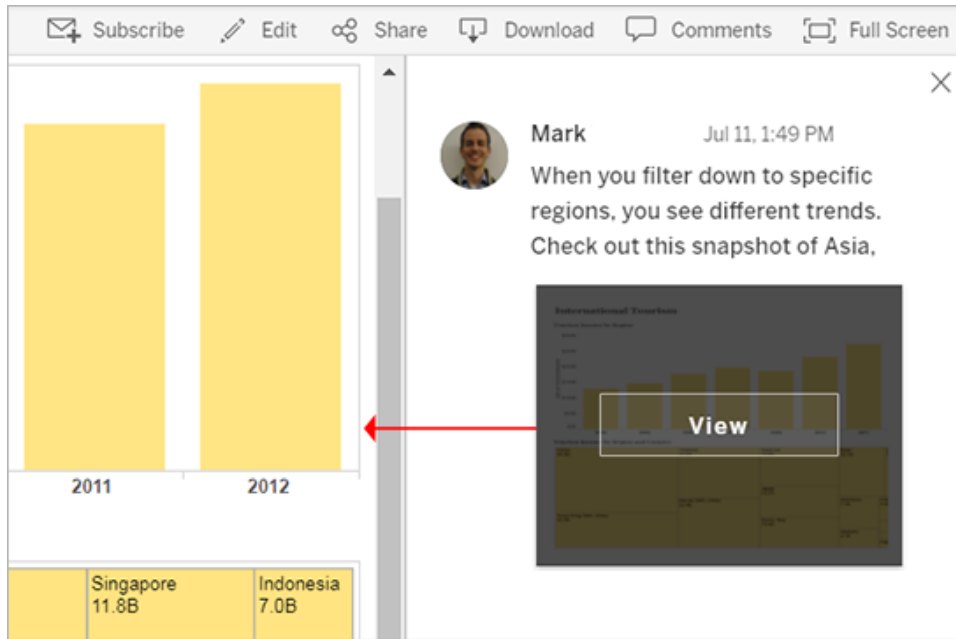 Subscribe Edit Share Download Comments Full Screen
Mark Jul 11, 1:49 PM
When you filter down to specific
regions, you see different trends.
Check out this snapshot of Asia,
International Tourism
View
2011 2012
Singapore
11.8B
Indonesia
7.0B